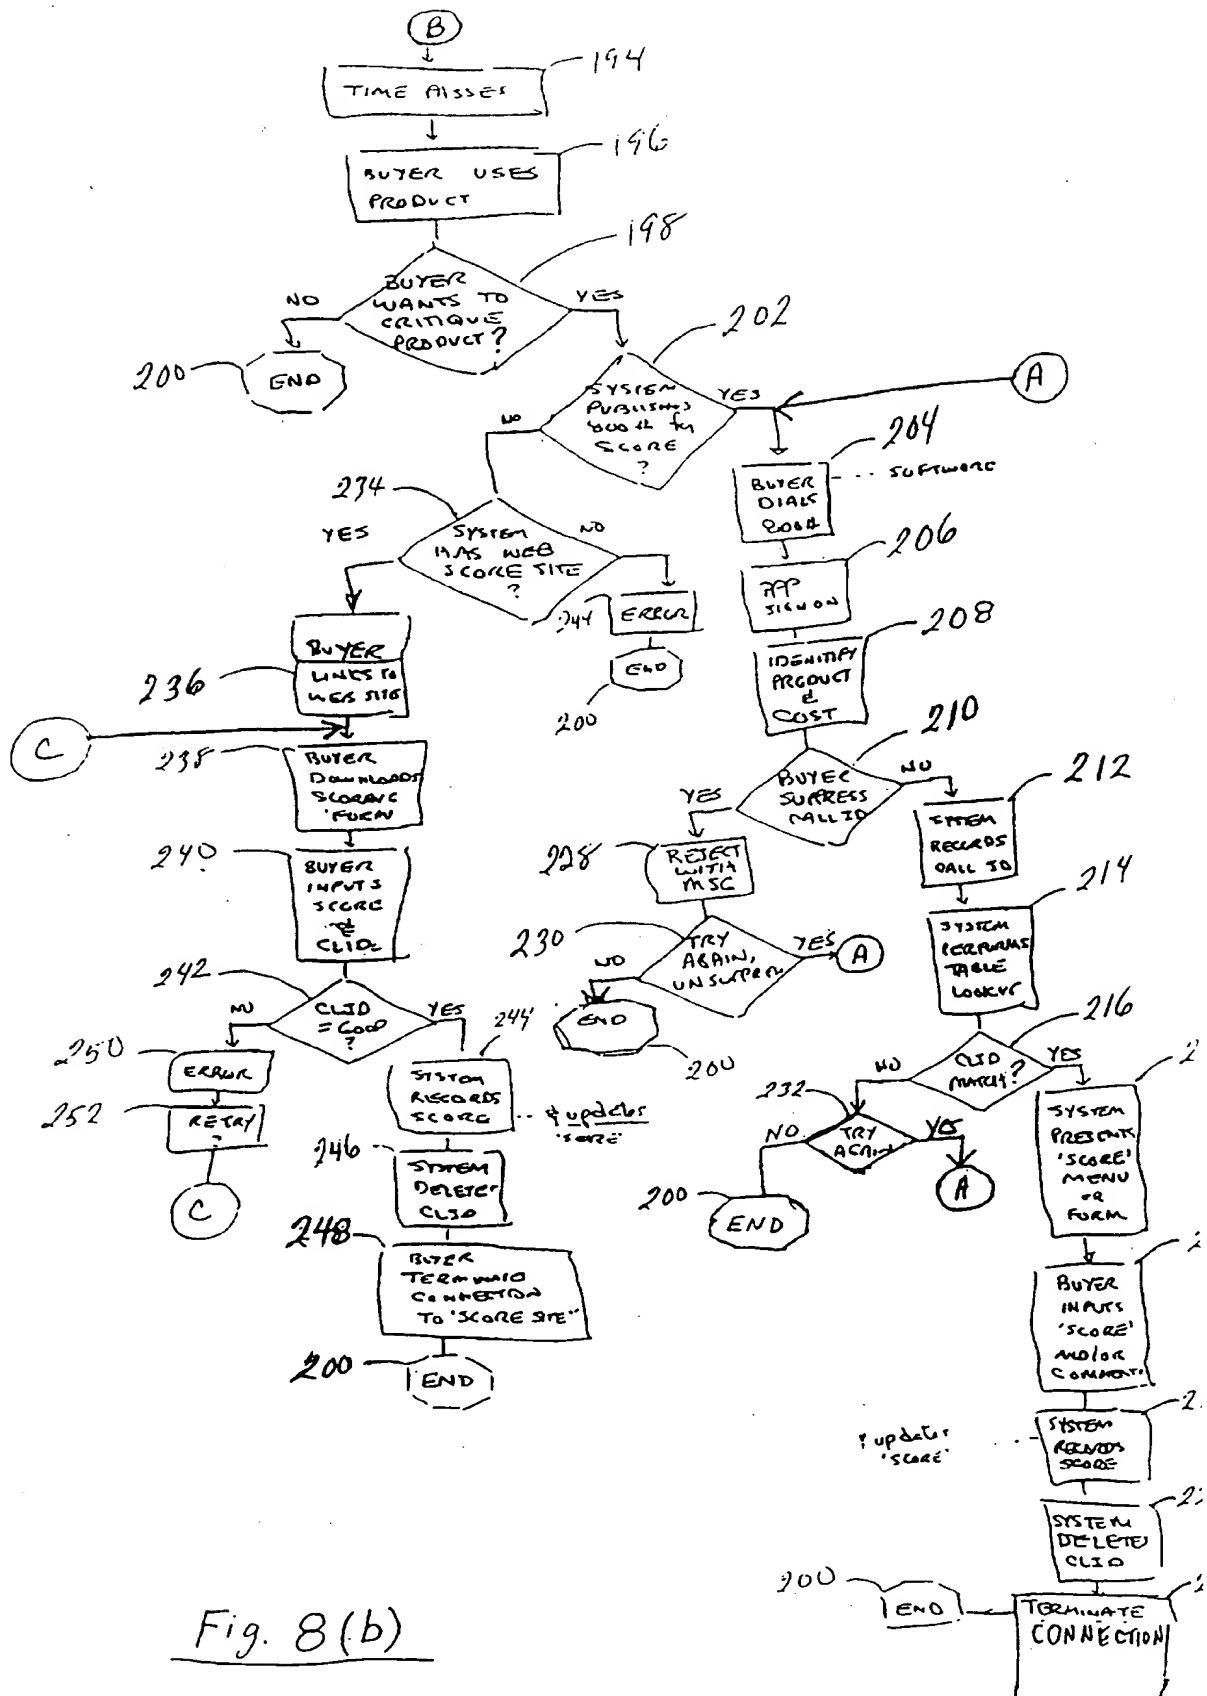 B
194
TIME PASSES
196
BUYER USES
PRODUCT
198
BUYER
WANTS TO
CRITIQUE
PRODUCT?
NO
YES
200
END
202
SYSTEM
SCORE
?
NO
YES
A
204
BUYER
DIALS
SOFTWARE
206
SIGN ON
208
IDENTIFY
PRODUCT
&
COST
210
BUYER
SUPPRESS
CALL ID
YES
NO
212
SYSTEM
RECORDS
CALL ID
214
SYSTEM
PERFORMS
TABLE
LOOKUP
216
CLID
MATCH?
NO
YES
228
REJECT
WITH
MSG
230
TRY
AGAIN,
NO
YES
A
END
200
232
TRY
AGAIN
NO
YES
A
200
END
SYSTEM
PRESENTS
'SCORE'
MENU
OR
FORM
BUYER
INPUTS
'SCORE'
AND/OR
& updates
'SCORE'
SYSTEM
RECORDS
SCORE
SYSTEM
DELETES
CLID
200
END
TERMINATE
CONNECTION
234
SYSTEM
HAS WEB
SCORE SITE
?
YES
NO
244
ERROR
END
200
236
BUYER
LINKS TO
WEB SITE
C
238
BUYER
DOWNLOADS
SCORING
FORM
240
BUYER
INPUTS
SCORE
&
CLID
242
CLID
= GOOD
?
NO
YES
250
ERROR
252
RETRY
?
C
244
SYSTEM
RECORDS
SCORE
& updates
'SCORE'
246
SYSTEM
DELETES
CLID
248
BUYER
CONNECTION
TO 'SCORE SITE'
200
END
Fig. 8(b)